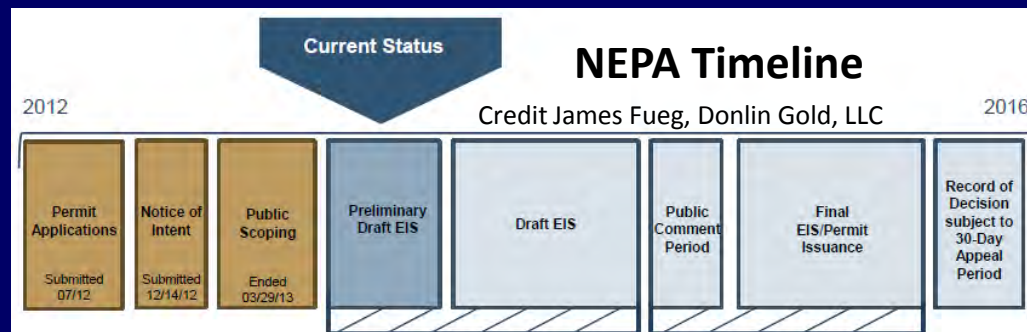 Current Status
NEPA Timeline
Credit James Fueg, Donlin Gold, LLC
2012
2016
Permit
Applications
Submitted
07/12
Notice of
Intent
Submitted
12/14/12
Public
Scoping
Ended
03/29/13
Preliminary
Draft EIS
Draft EIS
Public
Comment
Period
Final
EIS/Permit
Issuance
Record of
Decision
subject to
30-Day
Appeal
Period